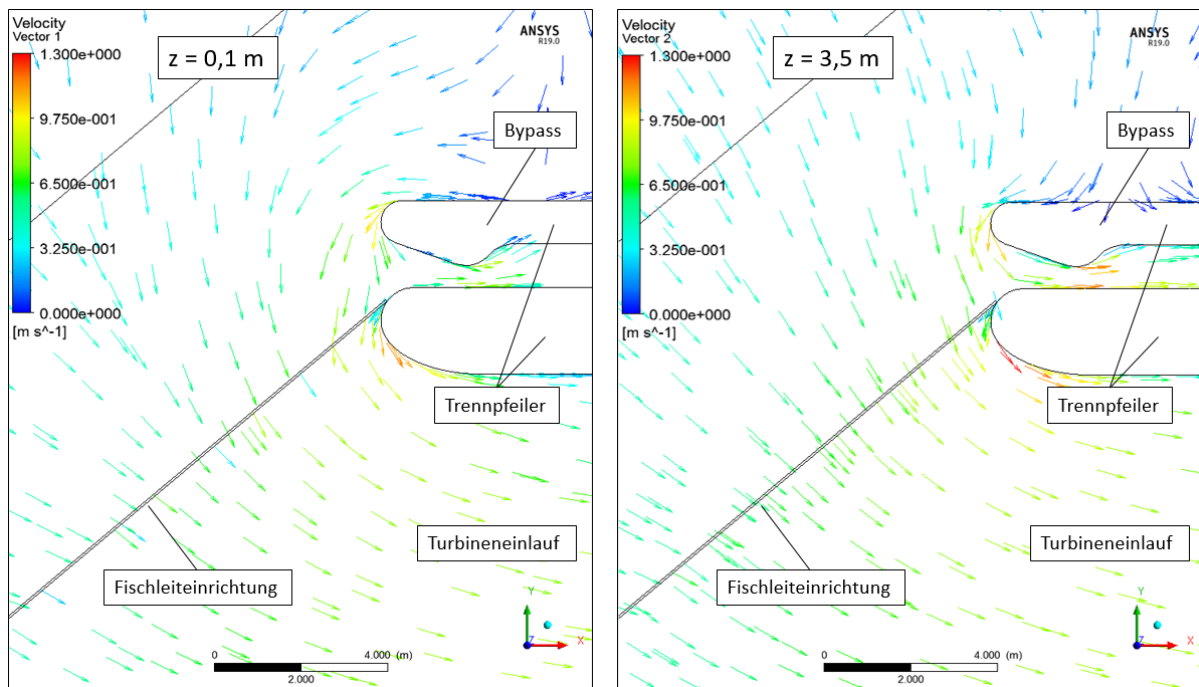 Velocity
Vector 1
1.300e+000
9.750e-001
6.500e-001
3.250e-001
0.000e+000
[m s^-1]
z = 0,1 m
ANSYS
R19.0
Bypass
Trennpfeiler
Turbineneinlauf
Fischleiteinrichtung
0
4.000 (m)
2.000
Y
Z
X
Velocity
Vector 2
1.300e+000
9.750e-001
6.500e-001
3.250e-001
0.000e+000
[m s^-1]
z = 3,5 m
ANSYS
R19.0
Bypass
Trennpfeiler
Turbineneinlauf
Fischleiteinrichtung
0
4.000 (m)
2.000
Y
Z
X